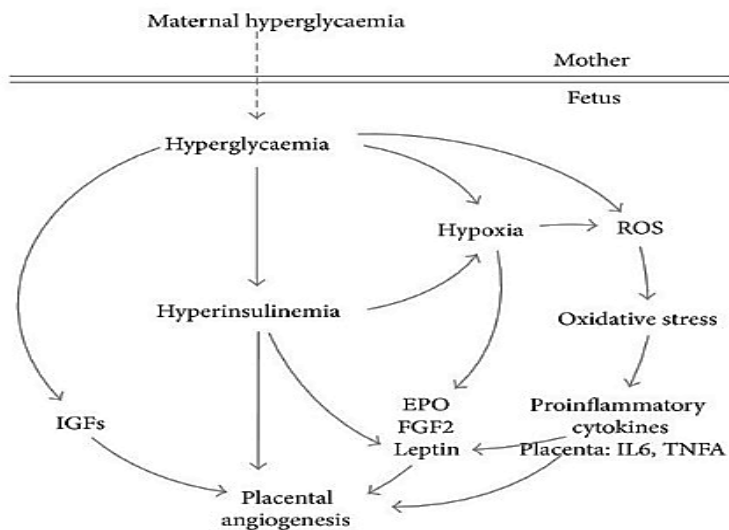 Maternal hyperglycaemia
Mother
Fetus
Hyperglycaemia
Hypoxia
ROS
Hyperinsulinemia
Oxidative stress
IGFs
EPO
FGF2
Leptin
Proinflammatory
cytokines
Placenta: IL6, TNFA
Placental
angiogenesis